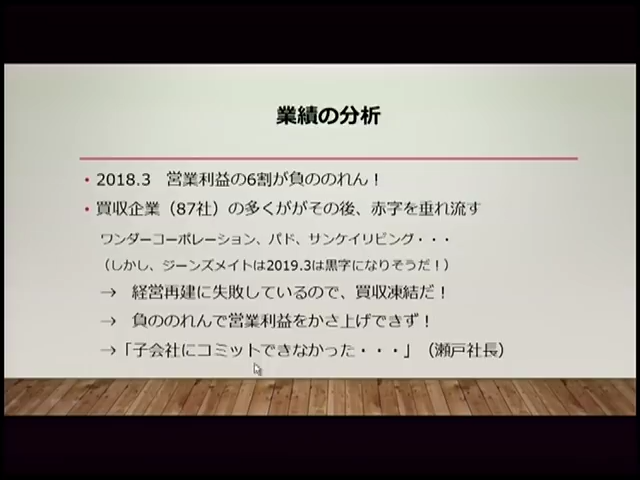 業績の分析
• 2018.3 営業利益の6割が負ののれん！
• 買収企業（87社）の多くががその後、赤字を垂れ流す
ワンダーコーポレーション、パド、サンケイリビング・・・
（しかし、ジーンズメイトは2019.3は黒字になりそうだ！）
→ 経営再建に失敗しているので、買収凍結だ！
→ 負ののれんで営業利益をかさ上げできず！
→「子会社にコミットできなかった・・・」（瀬戸社長）